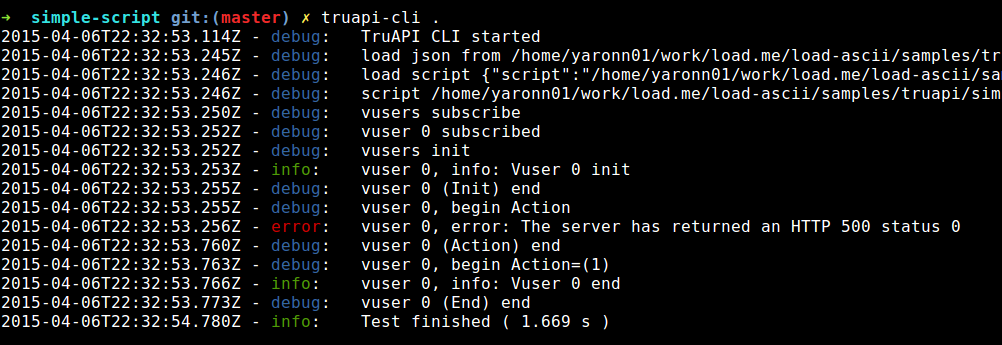 ➜  simple-script git:(master) ✗ truapi-cli .
2015-04-06T22:32:53.114Z - debug:   TruAPI CLI started
2015-04-06T22:32:53.245Z - debug:   load json from /home/yaronn01/work/load.me/load-ascii/samples/tr
2015-04-06T22:32:53.246Z - debug:   load script {"script":"/home/yaronn01/work/load.me/load-ascii/sa
2015-04-06T22:32:53.246Z - debug:   script /home/yaronn01/work/load.me/load-ascii/samples/truapi/sim
2015-04-06T22:32:53.250Z - debug:   vusers subscribe
2015-04-06T22:32:53.252Z - debug:   vuser 0 subscribed
2015-04-06T22:32:53.252Z - debug:   vusers init
2015-04-06T22:32:53.253Z - info:    vuser 0, info: Vuser 0 init
2015-04-06T22:32:53.255Z - debug:   vuser 0 (Init) end
2015-04-06T22:32:53.255Z - debug:   vuser 0, begin Action
2015-04-06T22:32:53.256Z - error:   vuser 0, error: The server has returned an HTTP 500 status 0
2015-04-06T22:32:53.760Z - debug:   vuser 0 (Action) end
2015-04-06T22:32:53.763Z - debug:   vuser 0, begin Action=(1)
2015-04-06T22:32:53.766Z - info:    vuser 0, info: Vuser 0 end
2015-04-06T22:32:53.773Z - debug:   vuser 0 (End) end
2015-04-06T22:32:54.780Z - info:    Test finished ( 1.669 s )